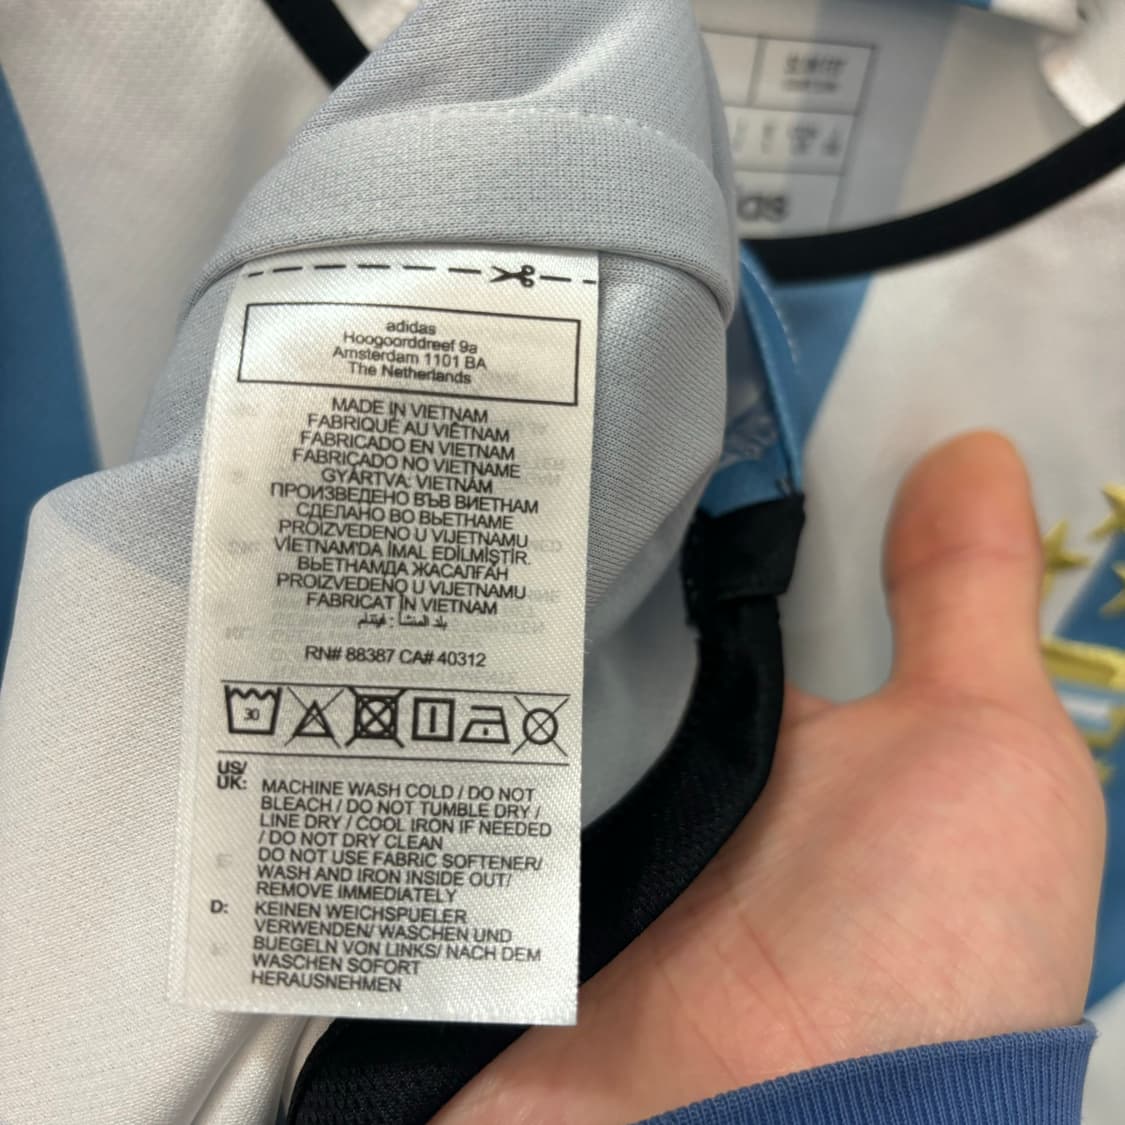 adidas
Hoogoorddreef 9a
Amsterdam 1101 BA
The Netherlands
MADE IN VIETNAM
FABRIQUÉ AU VIÊTNAM
FABRICADO EN VIETNAM
FABRICADO NO VIETNAME
GYÁRTVA: VIETNÁM
ПРОИЗВЕДЕНО ВЪВ ВИЕТНАМ
СДЕЛАНО ВО ВЬЕТНАМЕ
PROIZVEDENO U VIJETNAMU
VİETNAM'DA İMAL EDİLMİŞTİR.
ВЬЕТНАМДА ЖАСАЛҒАН
PROIZVEDENO U VIJETNAMU
FABRICAT ÎN VIETNAM
بلد المنشأ : فيتنام
RN# 88387 CA# 40312
30
US/
UK:
MACHINE WASH COLD / DO NOT
BLEACH / DO NOT TUMBLE DRY /
LINE DRY / COOL IRON IF NEEDED
/ DO NOT DRY CLEAN
DO NOT USE FABRIC SOFTENER/
WASH AND IRON INSIDE OUT/
REMOVE IMMEDIATELY
D: KEINEN WEICHSPUELER
VERWENDEN/ WASCHEN UND
BUEGELN VON LINKS/ NACH DEM
WASCHEN SOFORT
HERAUSNEHMEN